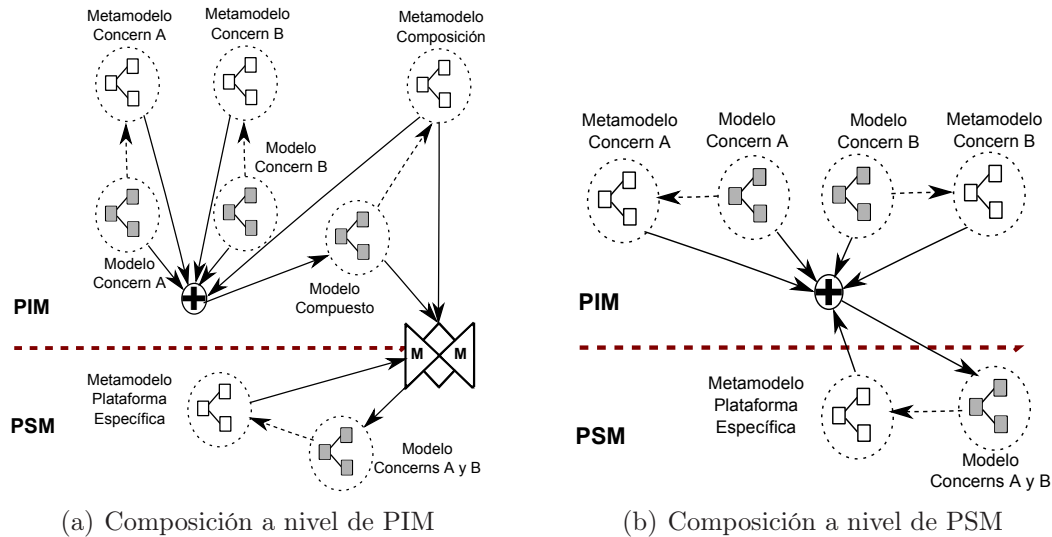 Metamodelo
Concern A
Metamodelo
Concern B
Metamodelo
Composición
Modelo
Concern B
Modelo
Concern A
Modelo
Compuesto
PIM
M M
Metamodelo
Plataforma
Específica
PSM
Modelo
Concerns A y B
(a) Composición a nivel de PIM
Metamodelo
Concern A
Modelo
Concern A
Modelo
Concern B
Metamodelo
Concern B
PIM
Metamodelo
Plataforma
Específica
PSM
Modelo
Concerns A y B
(b) Composición a nivel de PSM